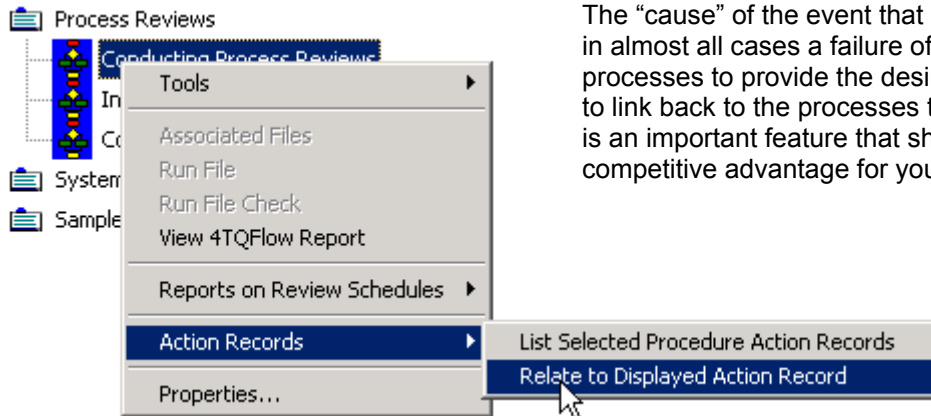 Process Reviews
Conducting Process Reviews
In
Co
System
Sample
Tools
Associated Files
Run File
Run File Check
View 4TQFlow Report
Reports on Review Schedules
Action Records
Properties...
List Selected Procedure Action Records
Relate to Displayed Action Record
The “cause” of the event that
in almost all cases a failure of
processes to provide the desi
to link back to the processes t
is an important feature that sh
competitive advantage for you